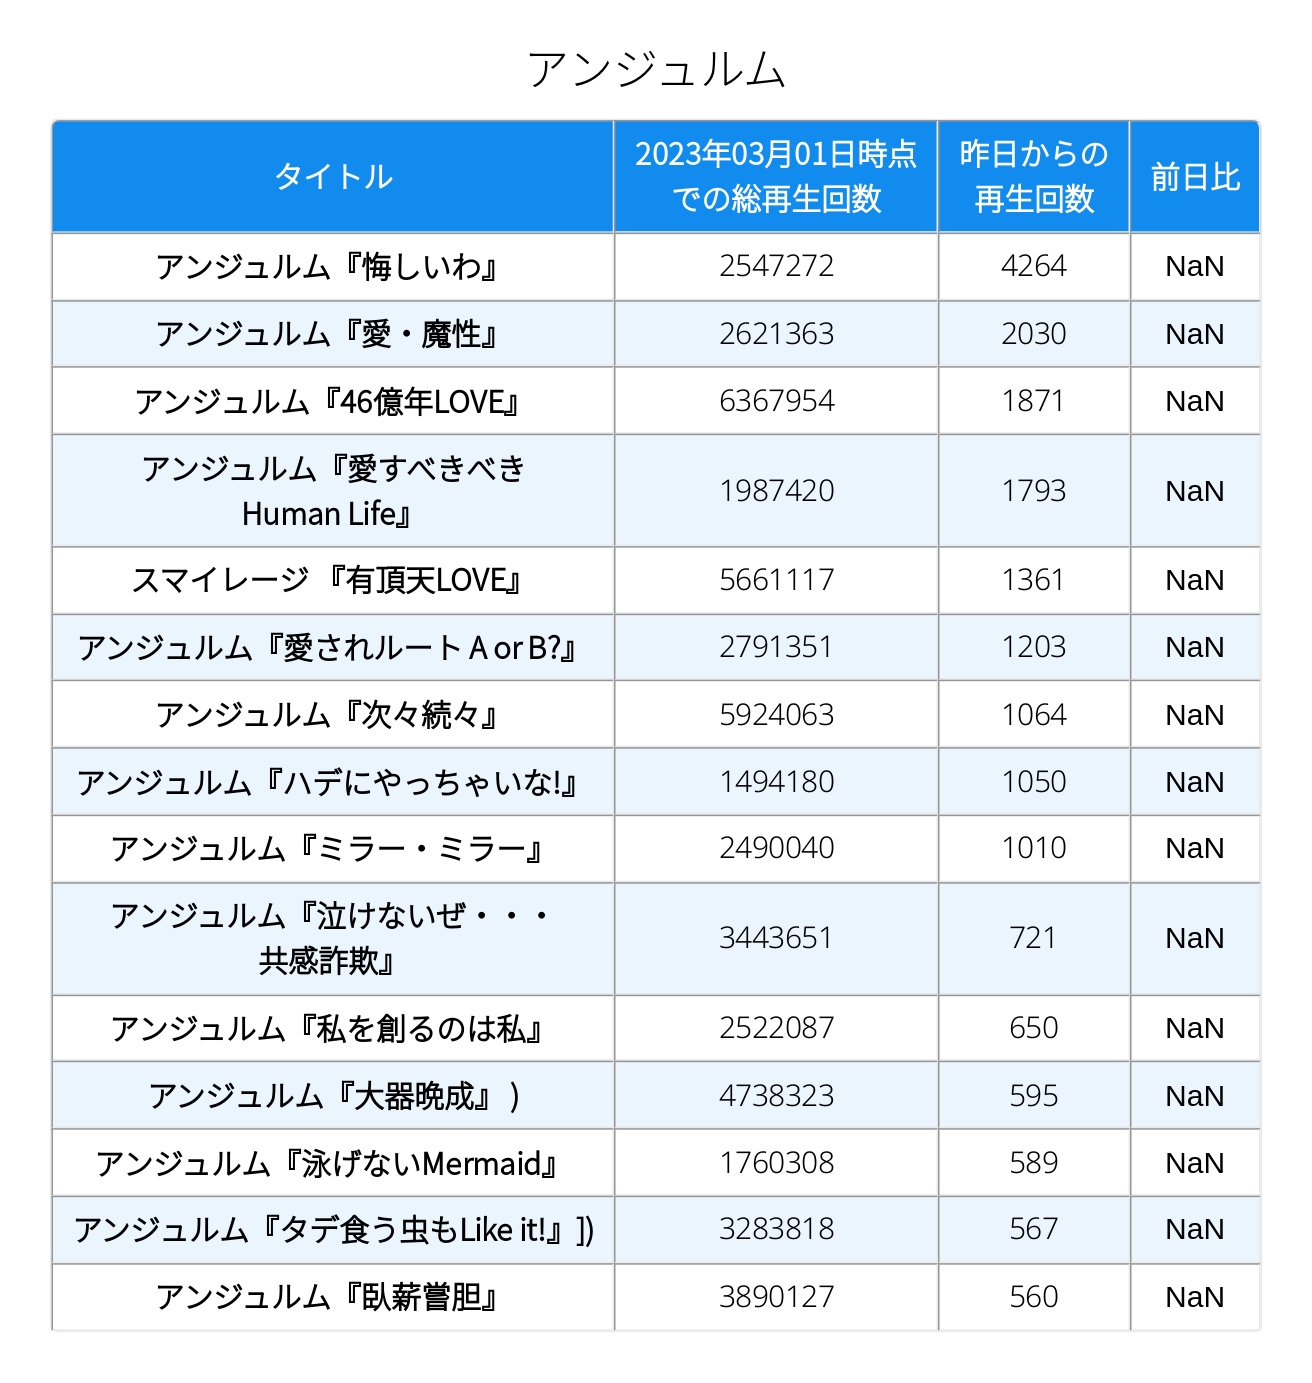 アンジュルム
タイトル
2023年03月01日時点
での総再生回数
昨日からの
再生回数
前日比
アンジュルム『悔しいわ』 2547272 4264 NaN
アンジュルム『愛・魔性』 2621363 2030 NaN
アンジュルム『46億年LOVE』 6367954 1871 NaN
アンジュルム『愛すべきべき
Human Life』 1987420 1793 NaN
スマイレージ 『有頂天LOVE』 5661117 1361 NaN
アンジュルム『愛されルート A or B?』 2791351 1203 NaN
アンジュルム『次々続々』 5924063 1064 NaN
アンジュルム『ハデにやっちゃいな!』 1494180 1050 NaN
アンジュルム『ミラー・ミラー』 2490040 1010 NaN
アンジュルム『泣けないぜ・・・
共感詐欺』 3443651 721 NaN
アンジュルム『私を創るのは私』 2522087 650 NaN
アンジュルム『大器晩成』 ) 4738323 595 NaN
アンジュルム『泳げないMermaid』 1760308 589 NaN
アンジュルム『タデ食う虫もLike it!』]) 3283818 567 NaN
アンジュルム『臥薪嘗胆』 3890127 560 NaN